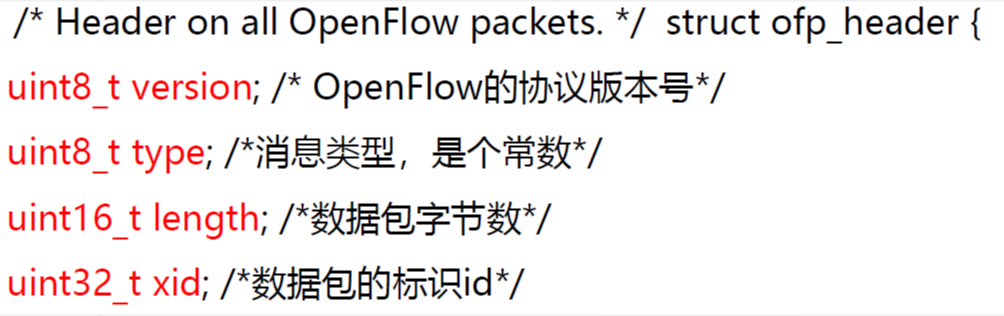 /* Header on all OpenFlow packets. */  struct ofp_header {
uint8_t version; /* OpenFlow的协议版本号*/
uint8_t type; /*消息类型，是个常数*/
uint16_t length; /*数据包字节数*/
uint32_t xid; /*数据包的标识id*/